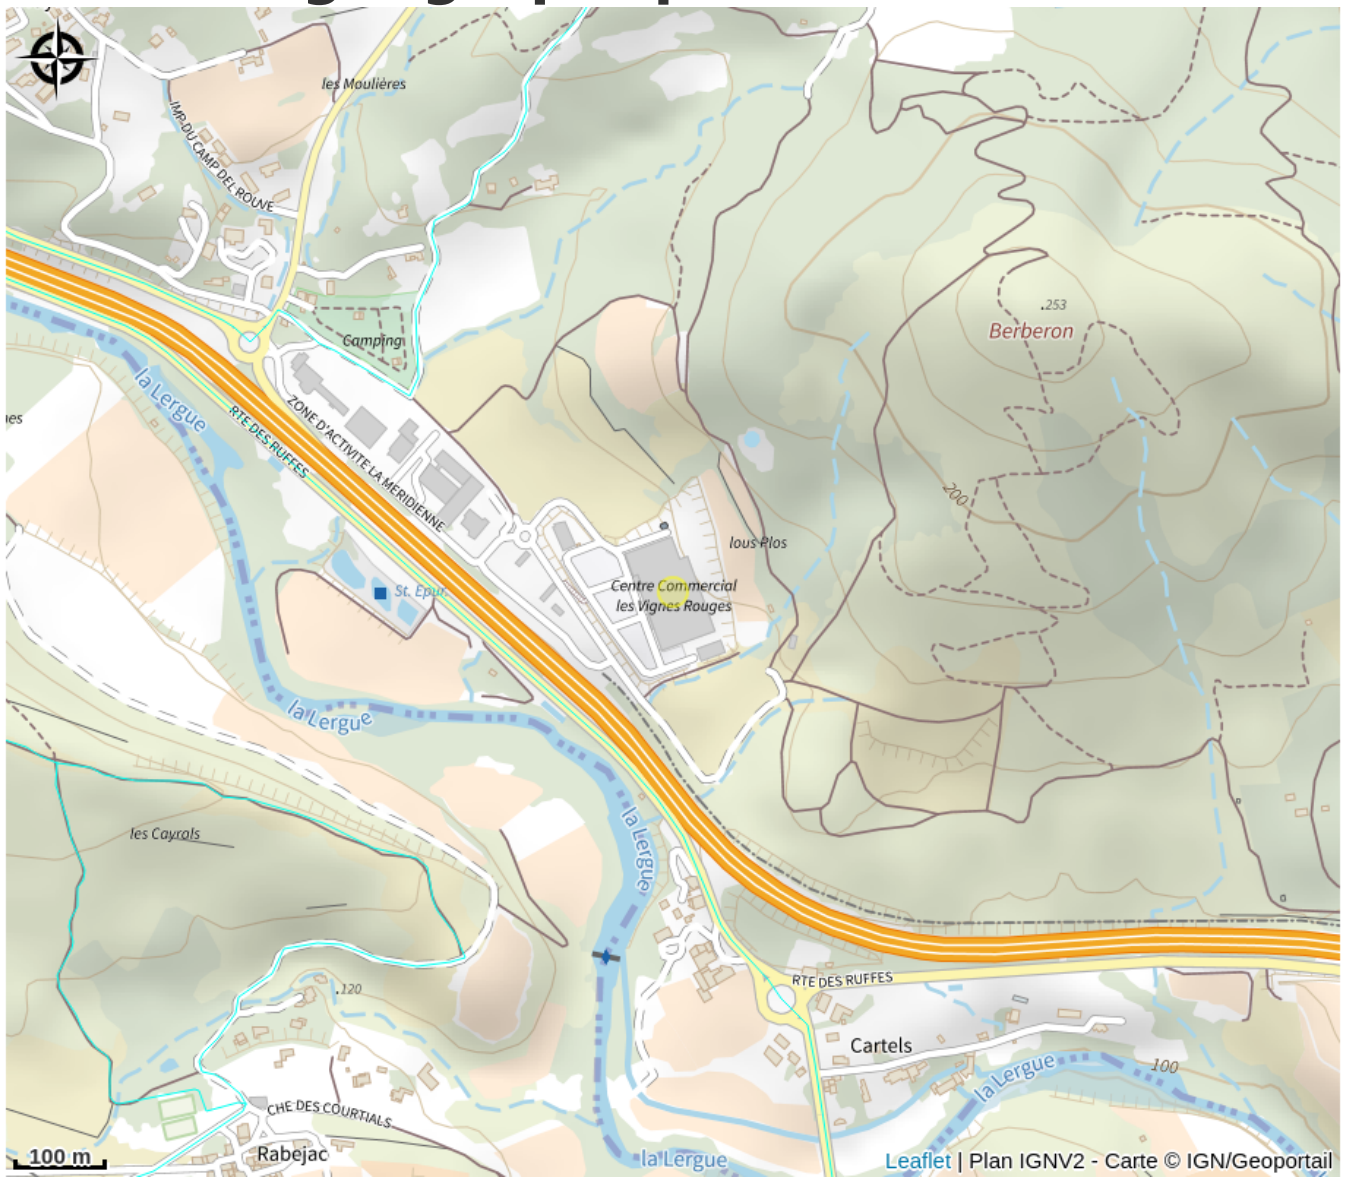 les Moulières
IMP DU CAMP DEL ROUVE
.253
Berberon
Camping
la Lergue
ZONE D'ACTIVITE LA MERIDIENNE
RTE DES RUFFES
200
lous Plos
St. Epur.
Centre Commercial
les Vignes Rouges
la Lergue
les Cayrols
la Lergue
RTE DES RUFFES
.120
Cartels
la Lergue
100
CHE DES COURTIALS
Rabejac
100 m
la Lergue
Leaflet | Plan IGNV2 - Carte © IGN/Geoportail